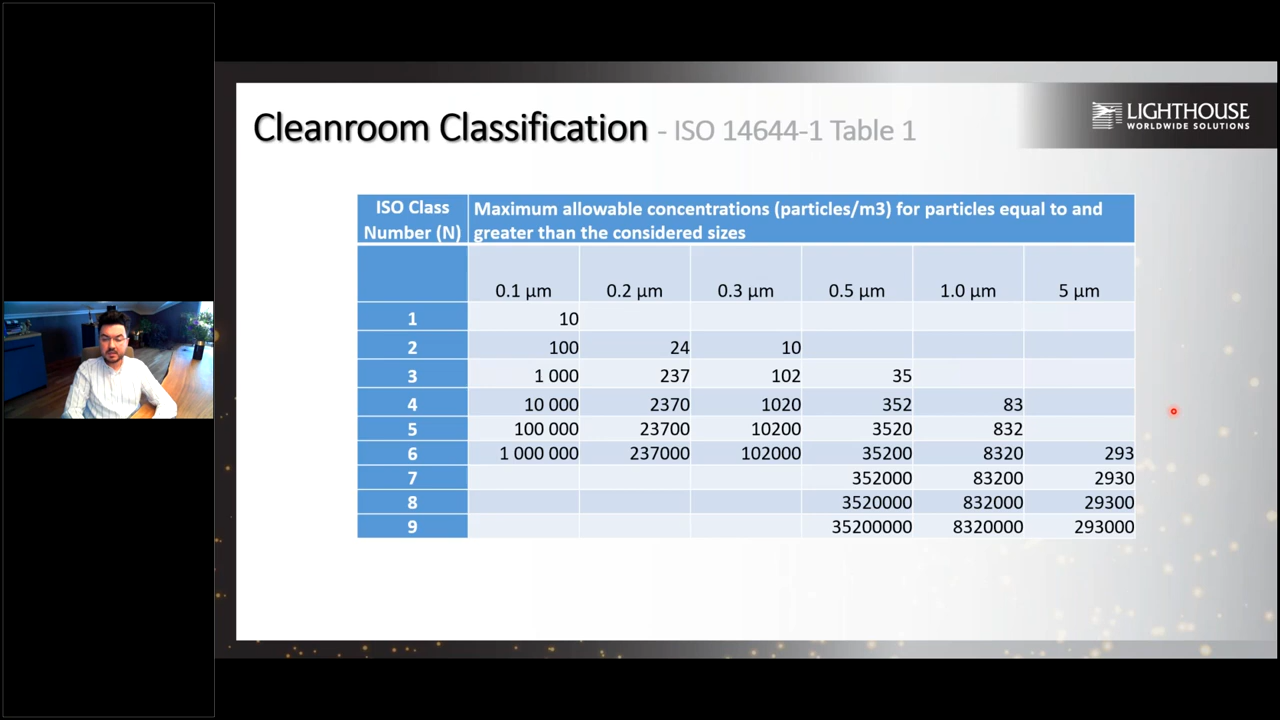 Cleanroom Classification - ISO 14644-1 Table 1
LIGHTHOUSE
WORLDWIDE SOLUTIONS
ISO Class
Number (N)
Maximum allowable concentrations (particles/m3) for particles equal to and
greater than the considered sizes
0.1 µm 0.2 µm 0.3 µm 0.5 µm 1.0 µm 5 µm
1 10
2 100 24 10
3 1 000 237 102 35
4 10 000 2370 1020 352 83
5 100 000 23700 10200 3520 832
6 1 000 000 237000 102000 35200 8320 293
7 352000 83200 2930
8 3520000 832000 29300
9 35200000 8320000 293000